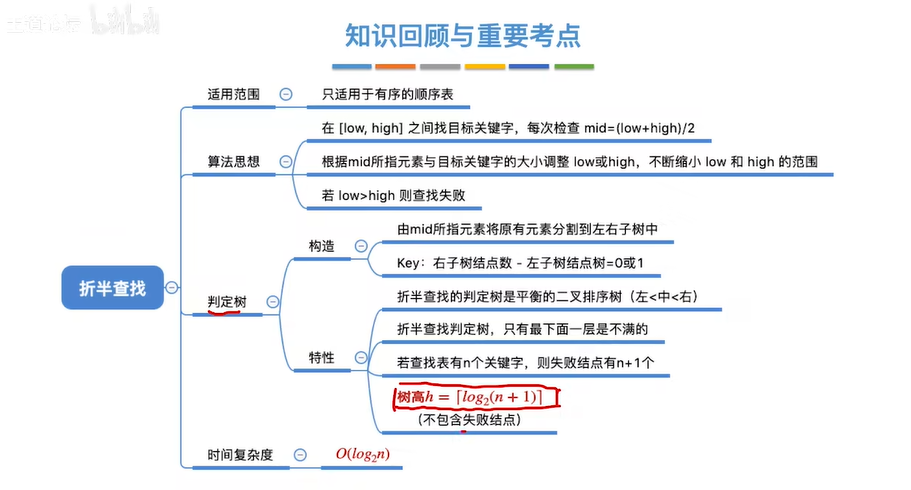 知识回顾与重要考点
适用范围
只适用于有序的顺序表
在 [low, high] 之间找目标关键字，每次检查 mid=(low+high)/2
算法思想
根据mid所指元素与目标关键字的大小调整 low或high，不断缩小 low 和 high 的范围
若 low>high 则查找失败
由mid所指元素将原有元素分割到左右子树中
构造
Key：右子树结点数 - 左子树结点树=0或1
折半查找
判定树
折半查找的判定树是平衡的二叉排序树（左<中<右）
折半查找判定树，只有最下面一层是不满的
特性
若查找表有n个关键字，则失败结点有n+1个
树高h = ⌈log₂(n + 1)⌉
（不包含失败结点）
时间复杂度
O(log₂n)